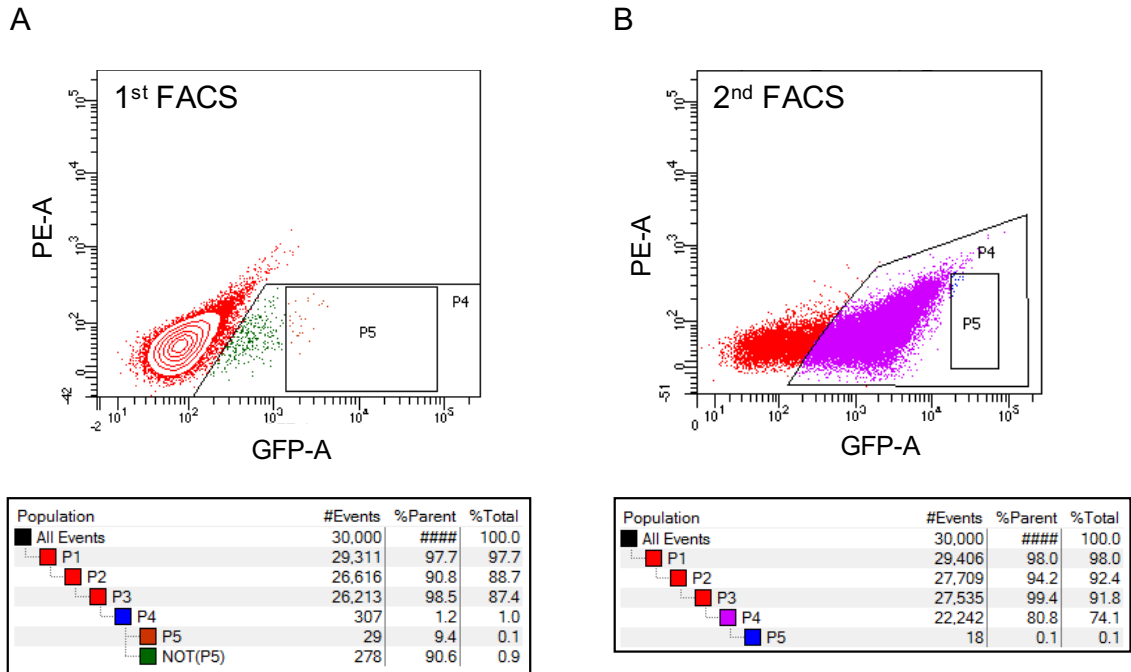 A
1st FACS
PE-A
10^5
10^4
10^3
10^2
0
-42
-2
10^1
10^2
10^3
10^4
10^5
P4
P5
GFP-A
Population #Events %Parent %Total
All Events 30,000 #### 100.0
P1 29,311 97.7 97.7
P2 26,616 90.8 88.7
P3 26,213 98.5 87.4
P4 307 1.2 1.0
P5 29 9.4 0.1
NOT(P5) 278 90.6 0.9
B
2nd FACS
PE-A
10^5
10^4
10^3
10^2
0
-51
0
10^1
10^2
10^3
10^4
10^5
P4
P5
GFP-A
Population #Events %Parent %Total
All Events 30,000 #### 100.0
P1 29,406 98.0 98.0
P2 27,709 94.2 92.4
P3 27,535 99.4 91.8
P4 22,242 80.8 74.1
P5 18 0.1 0.1